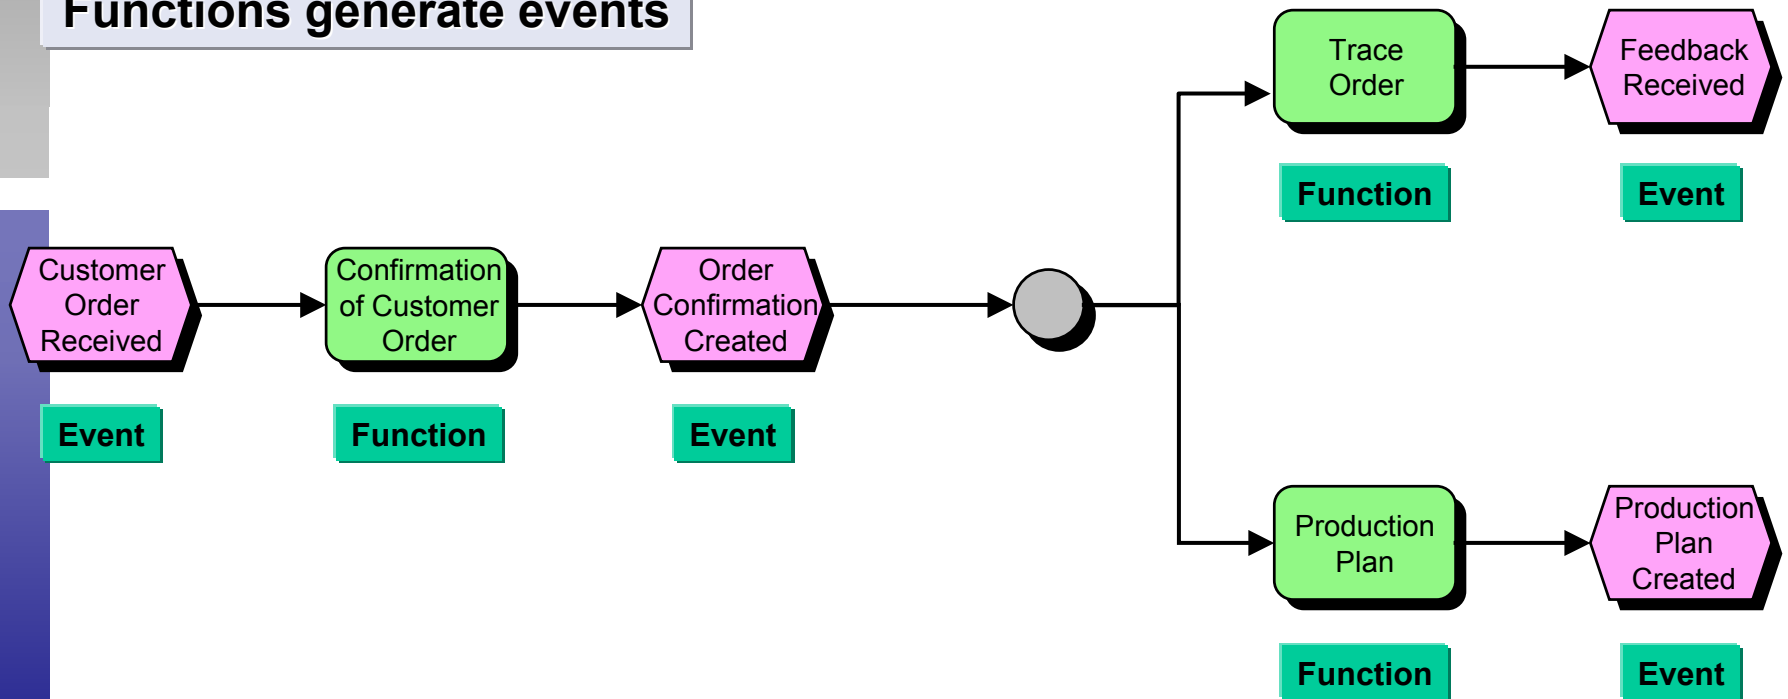 Functions generate events
Trace
Order
Feedback
Received
Function
Event
Customer
Order
Received
Confirmation
of Customer
Order
Order
Confirmation
Created
Event
Function
Event
Production
Plan
Production
Plan
Created
Function
Event